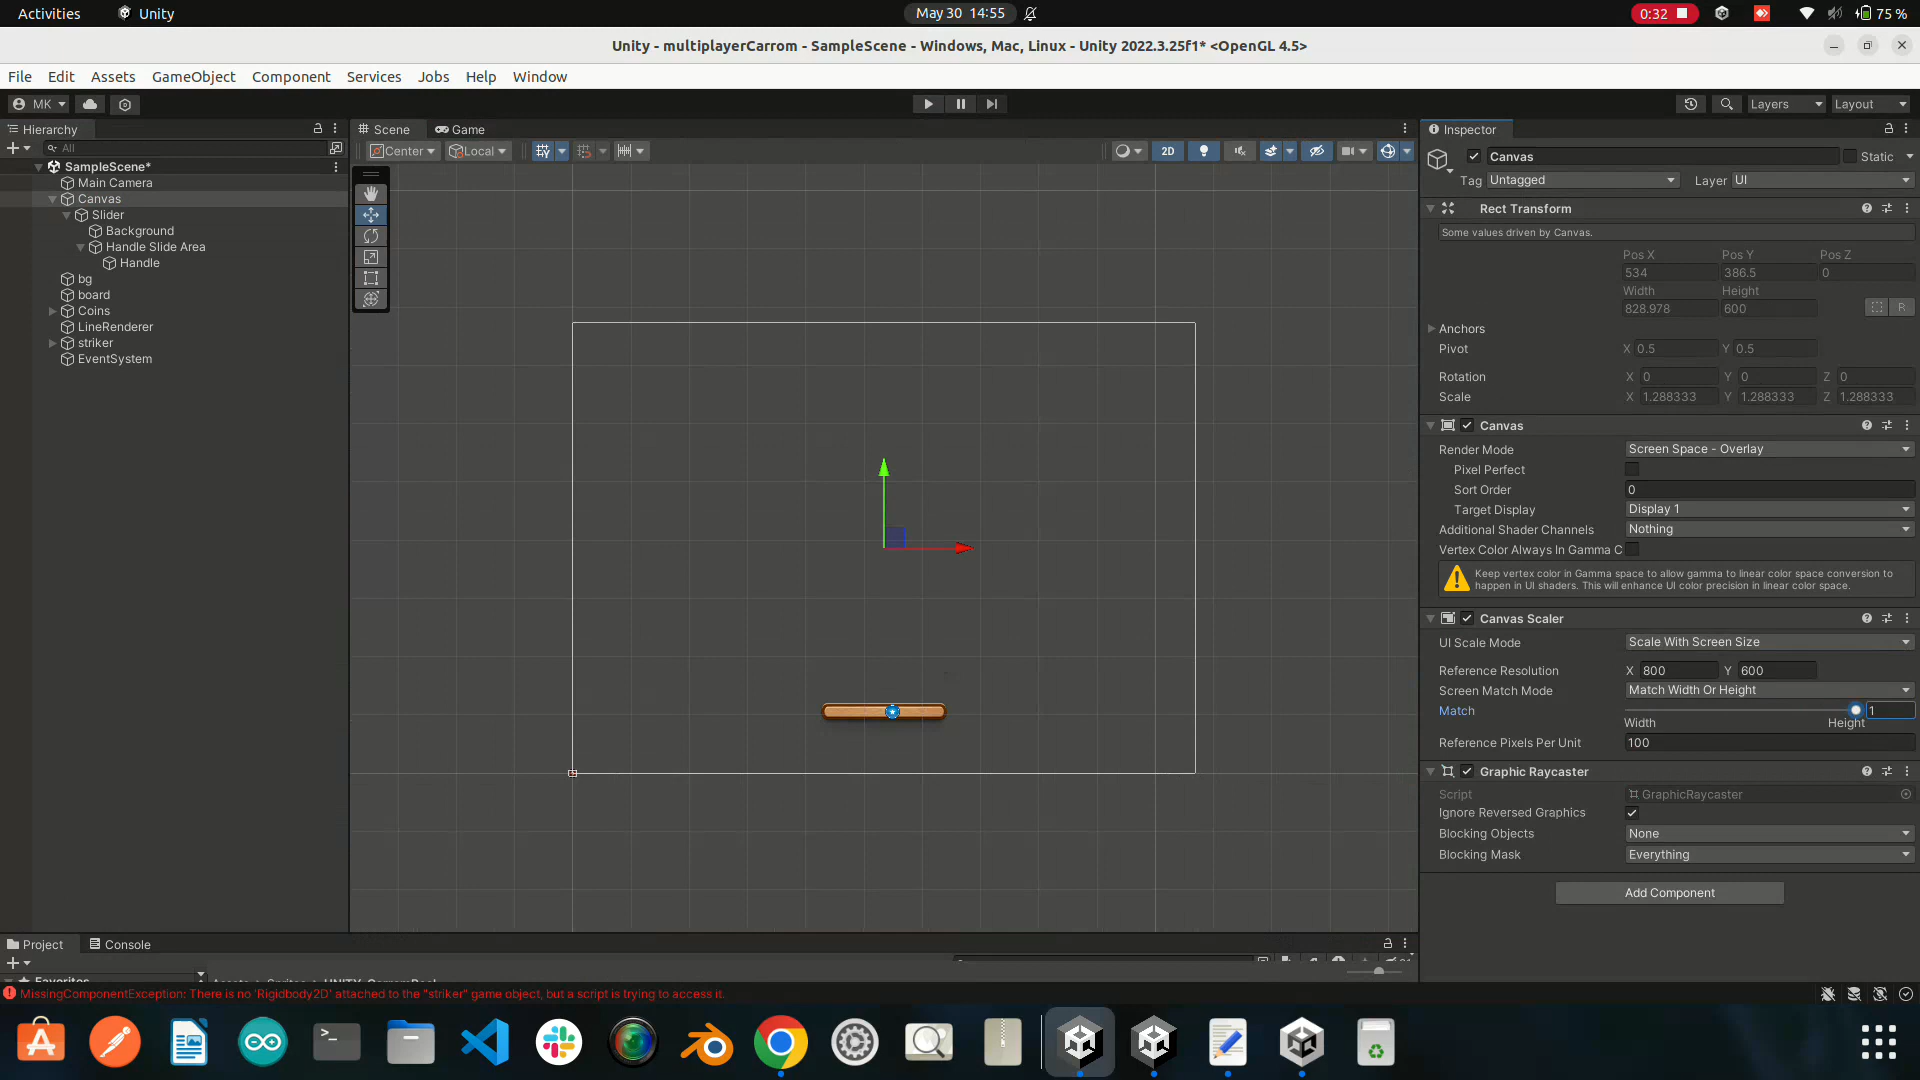 Activities
Unity
May 30 14:55
0:32
75 %
Unity - multiplayerCarrom - SampleScene - Windows, Mac, Linux - Unity 2022.3.25f1* <OpenGL 4.5>
File Edit Assets GameObject Component Services Jobs Help Window
MK
Layers
Layout
Hierarchy
All
SampleScene*
Main Camera
Canvas
Slider
Background
Handle Slide Area
Handle
bg
board
Coins
LineRenderer
striker
EventSystem
Scene
Game
Center
Local
2D
Inspector
Canvas
Static
Tag Untagged
Layer UI
Rect Transform
Some values driven by Canvas.
Pos X Pos Y Pos Z
534 386.5 0
Width Height
828.978 600
R
Anchors
Pivot X 0.5 Y 0.5
Rotation X 0 Y 0 Z 0
Scale X 1.288333 Y 1.288333 Z 1.288333
Canvas
Render Mode Screen Space - Overlay
Pixel Perfect
Sort Order 0
Target Display Display 1
Additional Shader Channels Nothing
Vertex Color Always In Gamma C
Keep vertex color in Gamma space to allow gamma to linear color space conversion to
happen in UI shaders. This will enhance UI color precision in linear color space.
Canvas Scaler
UI Scale Mode Scale With Screen Size
Reference Resolution X 800 Y 600
Screen Match Mode Match Width Or Height
Match 1
Width Height
Reference Pixels Per Unit 100
Graphic Raycaster
Script GraphicRaycaster
Ignore Reversed Graphics
Blocking Objects None
Blocking Mask Everything
Add Component
Project
Console
MissingComponentException: There is no 'Rigidbody2D' attached to the "striker" game object, but a script is trying to access it.